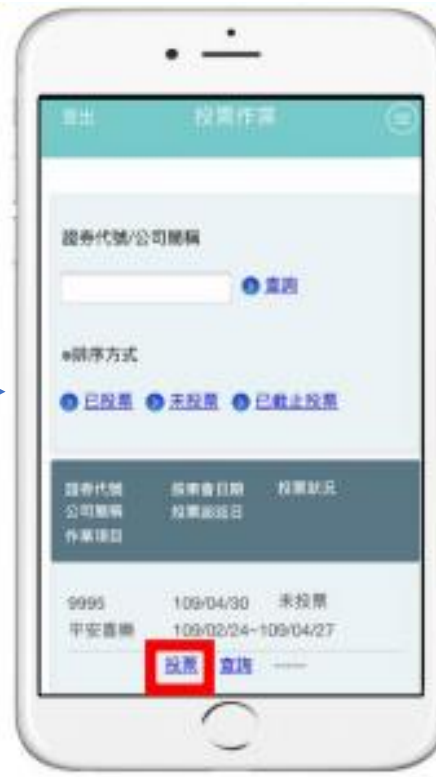 登出 投票作業
證券代號/公司簡稱
查詢
*排序方式
已投票 未投票 已截止投票
證券代號 股東會日期 投票狀況
公司簡稱 投票起訖日
作業項目
9995 109/04/30 未投票
平安喜樂 109/02/24~109/04/27
投票 查詢 -----